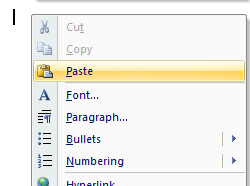 Cut
Copy
Paste
Font...
Paragraph...
Bullets
Numbering
Hyperlink